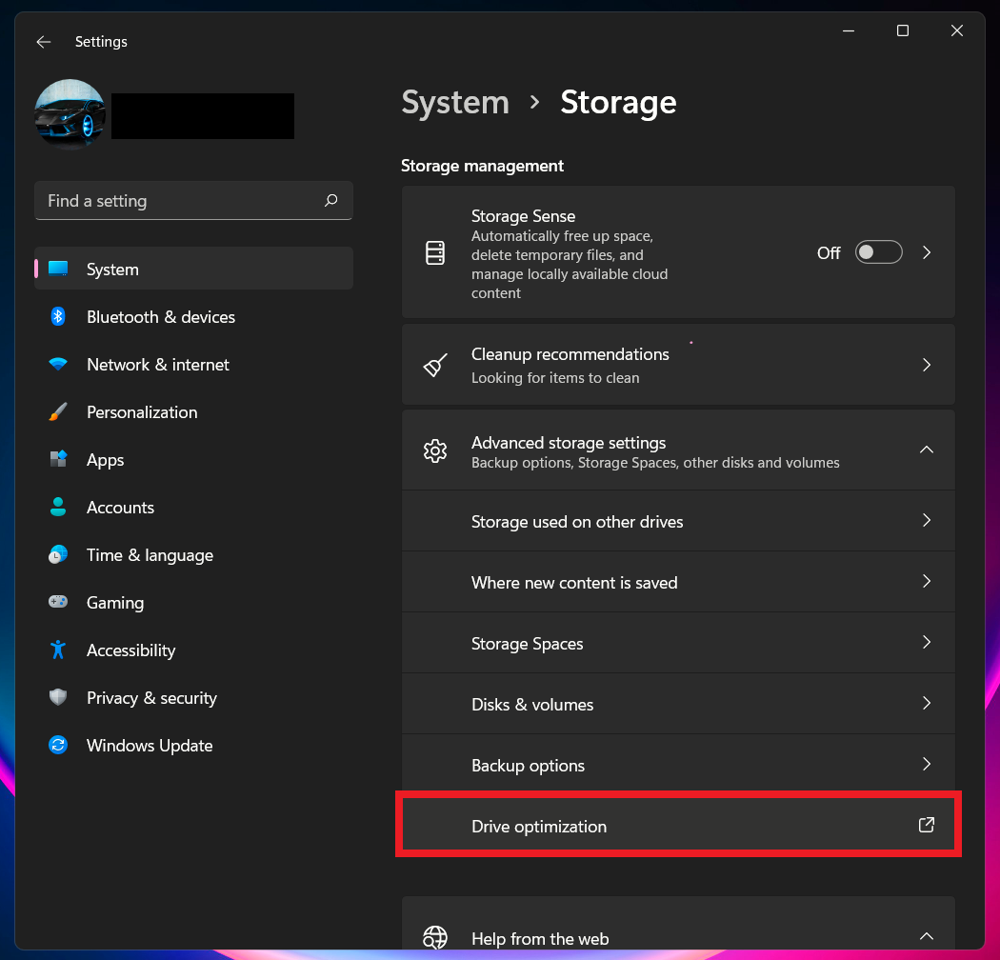 Settings
Find a setting
System
Bluetooth & devices
Network & internet
Personalization
Apps
Accounts
Time & language
Gaming
Accessibility
Privacy & security
Windows Update
System > Storage
Storage management
Storage Sense
Automatically free up space,
delete temporary files, and
manage locally available cloud
content
Off
Cleanup recommendations
Looking for items to clean
Advanced storage settings
Backup options, Storage Spaces, other disks and volumes
Storage used on other drives
Where new content is saved
Storage Spaces
Disks & volumes
Backup options
Drive optimization
Help from the web